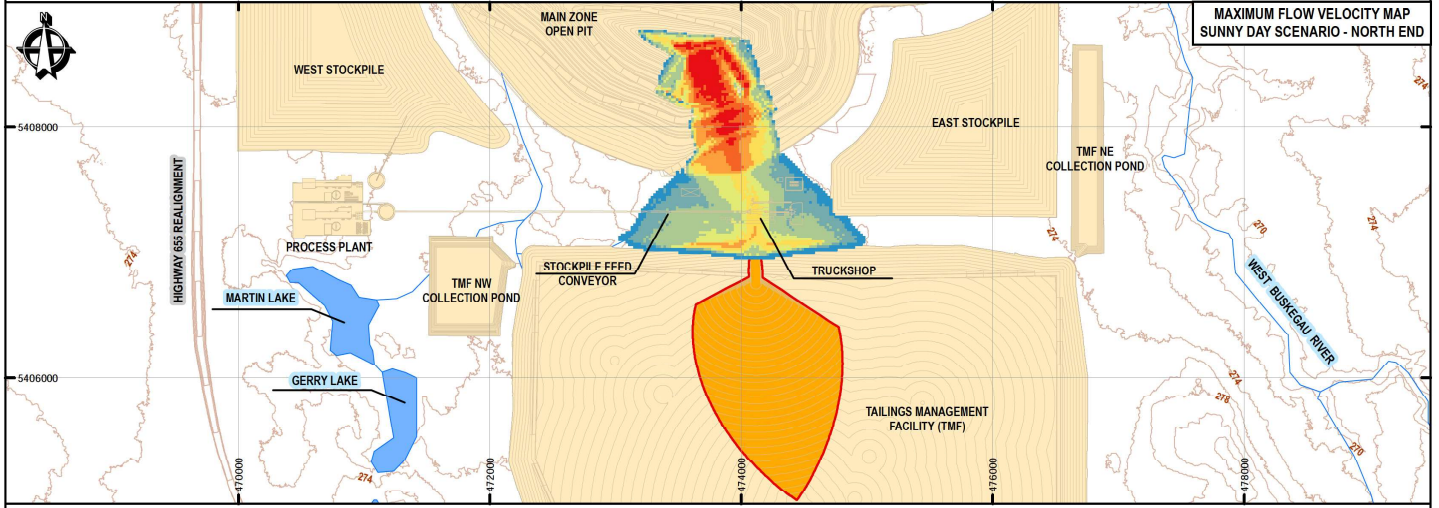 MAXIMUM FLOW VELOCITY MAP
SUNNY DAY SCENARIO - NORTH END
N
MAIN ZONE
OPEN PIT
WEST STOCKPILE
274
5408000
EAST STOCKPILE
TMF NE
COLLECTION POND
HIGHWAY 655 REALIGNMENT
PROCESS PLANT
274
274
270
274
STOCKPILE FEED
CONVEYOR
TRUCKSHOP
TMF NW
COLLECTION POND
MARTIN LAKE
WEST BUSKEGAU RIVER
5406000
GERRY LAKE
274
276
TAILINGS MANAGEMENT
FACILITY (TMF)
270
274
470000
472000
474000
476000
478000